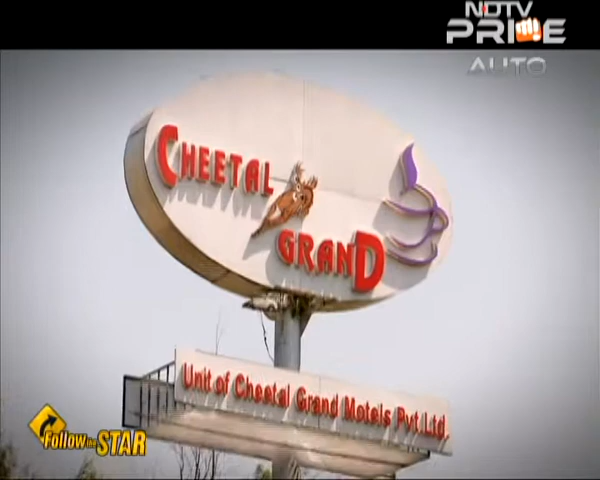 NDTV
PRIME
AUTO
CHEETAL
GRAND
Unit of Cheetal Grand Motels Pvt. Ltd.
Follow the STAR